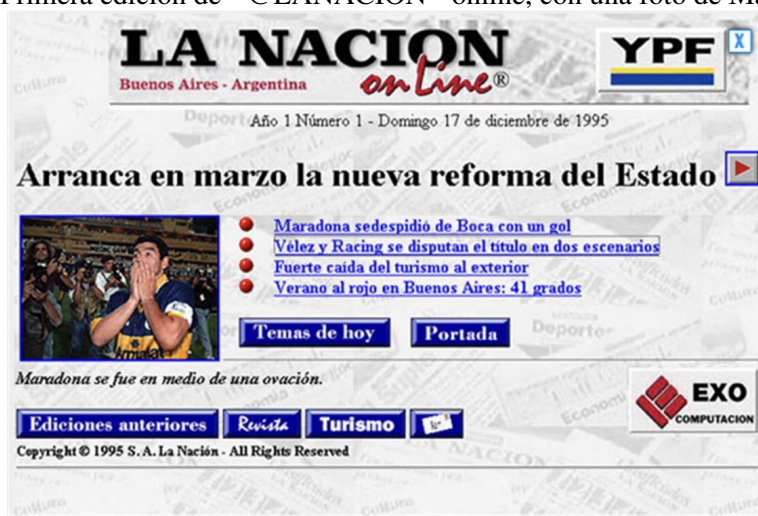 Primera edición de @LANACION online, con una foto de Ma
LA NACION
on Line®
Buenos Aires - Argentina
YPF
X
Año 1 Número 1 - Domingo 17 de diciembre de 1995
Arranca en marzo la nueva reforma del Estado
Maradona sedespidió de Boca con un gol
Vélez y Racing se disputan el título en dos escenarios
Fuerte caída del turismo al exterior
Verano al rojo en Buenos Aires: 41 grados
Temas de hoy
Portada
Maradona se fue en medio de una ovación.
EXO
COMPUTACION
Ediciones anteriores
Revista
Turismo
Copyright © 1995 S. A. La Nación - All Rights Reserved